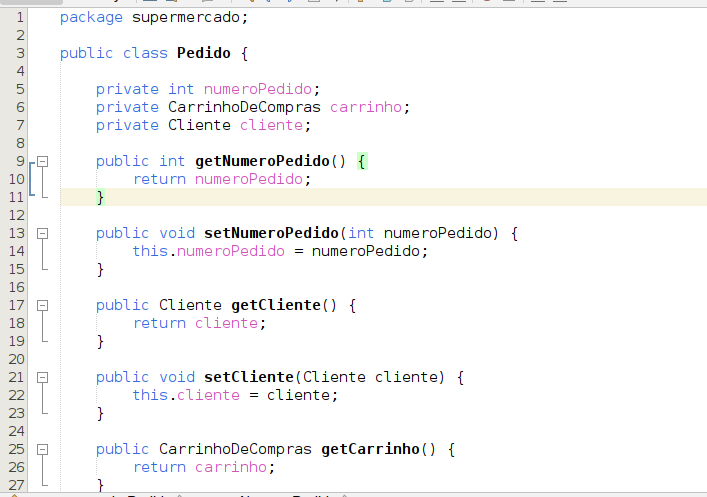 1 package supermercado;
2
3 public class Pedido {
4
5 private int numeroPedido;
6 private CarrinhoDeCompras carrinho;
7 private Cliente cliente;
8
9 public int getNumeroPedido() {
10 return numeroPedido;
11 }
12
13 public void setNumeroPedido(int numeroPedido) {
14 this.numeroPedido = numeroPedido;
15 }
16
17 public Cliente getCliente() {
18 return cliente;
19 }
20
21 public void setCliente(Cliente cliente) {
22 this.cliente = cliente;
23 }
24
25 public CarrinhoDeCompras getCarrinho() {
26 return carrinho;
27 }